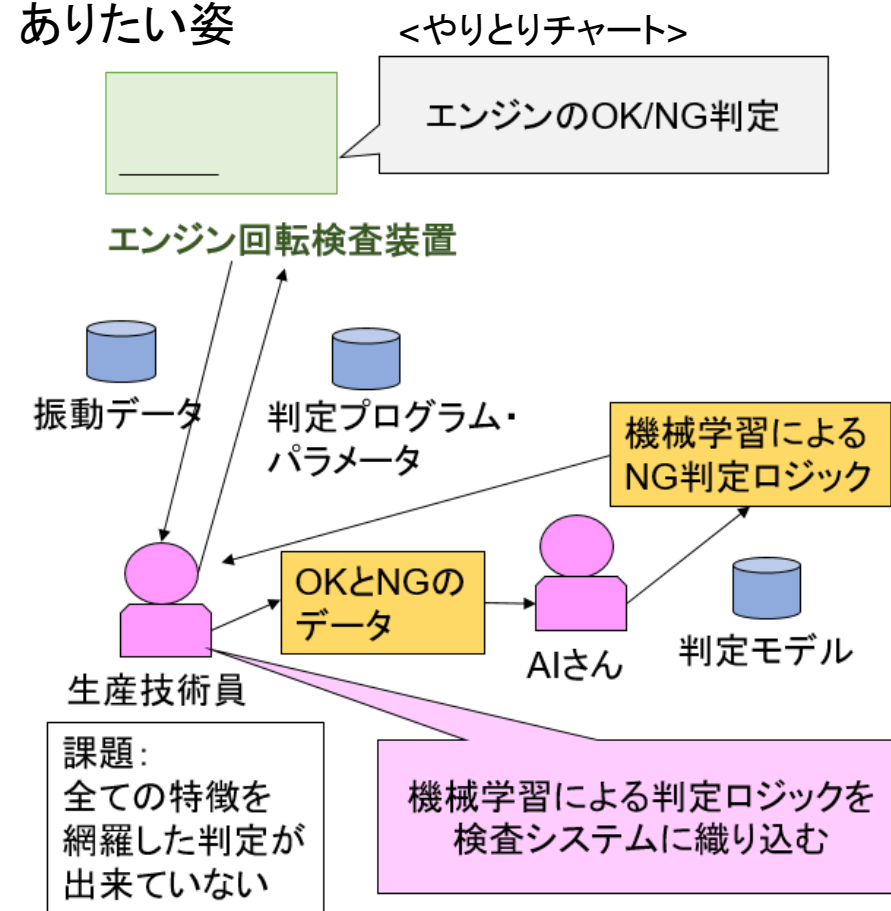 ありたい姿
<やりとりチャート>
エンジンのOK/NG判定
エンジン回転検査装置
振動データ
判定プログラム・
パラメータ
機械学習による
NG判定ロジック
OKとNGの
データ
AIさん
判定モデル
生産技術員
課題：
全ての特徴を
網羅した判定が
出来ていない
機械学習による判定ロジックを
検査システムに織り込む